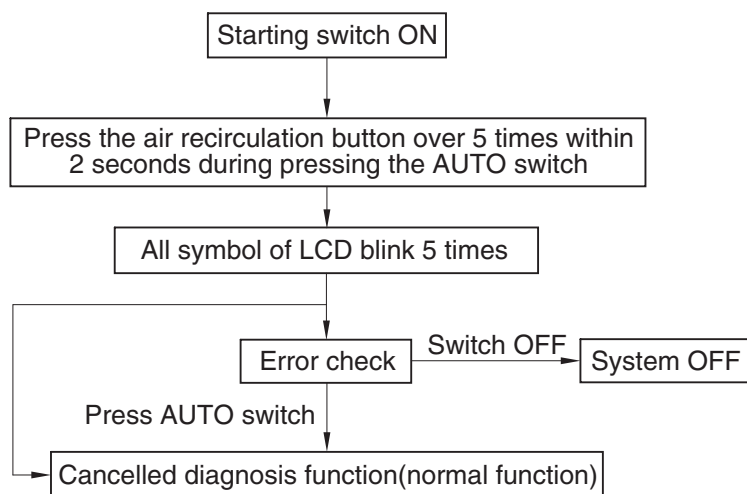 Starting switch ON
Press the air recirculation button over 5 times within
2 seconds during pressing the AUTO switch
All symbol of LCD blink 5 times
Error check
Switch OFF
System OFF
Press AUTO switch
Cancelled diagnosis function(normal function)